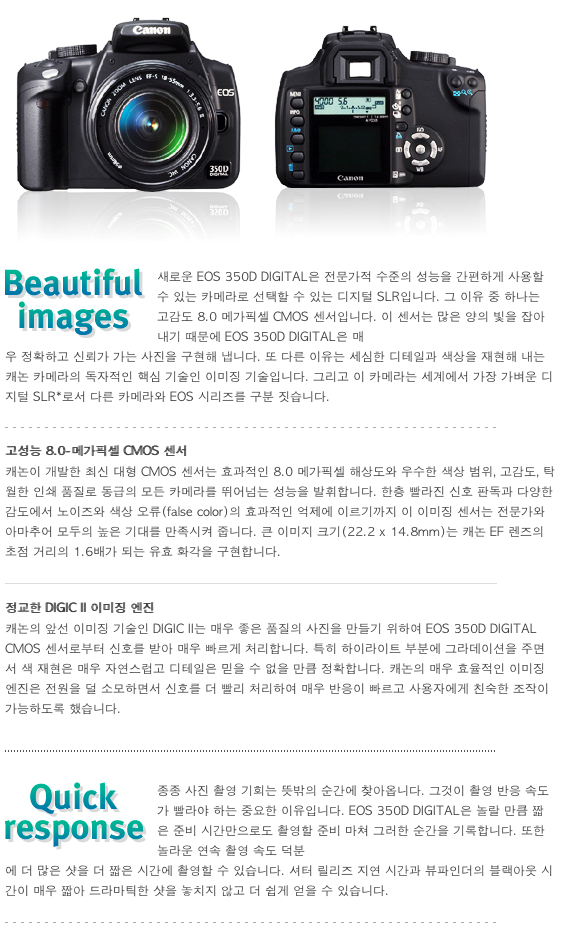 Canon
CANON ZOOM LENS EF-S 18-55mm 1:3.5-5.6 II
EOS
350D
DIGITAL
MENU
INFO.
JUMP
4000 5.6
Canon
ISO
AF
WB
Beautiful
images
새로운 EOS 350D DIGITAL은 전문가적 수준의 성능을 간편하게 사용할
수 있는 카메라로 선택할 수 있는 디지털 SLR입니다. 그 이유 중 하나는
고감도 8.0 메가픽셀 CMOS 센서입니다. 이 센서는 많은 양의 빛을 잡아
내기 때문에 EOS 350D DIGITAL은 매
우 정확하고 신뢰가 가는 사진을 구현해 냅니다. 또 다른 이유는 세심한 디테일과 색상을 재현해 내는
캐논 카메라의 독자적인 핵심 기술인 이미징 기술입니다. 그리고 이 카메라는 세계에서 가장 가벼운 디
지털 SLR*로서 다른 카메라와 EOS 시리즈를 구분 짓습니다.
고성능 8.0-메가픽셀 CMOS 센서
캐논이 개발한 최신 대형 CMOS 센서는 효과적인 8.0 메가픽셀 해상도와 우수한 색상 범위, 고감도, 탁
월한 인쇄 품질로 동급의 모든 카메라를 뛰어넘는 성능을 발휘합니다. 한층 빨라진 신호 판독과 다양한
감도에서 노이즈와 색상 오류(false color)의 효과적인 억제에 이르기까지 이 이미징 센서는 전문가와
아마추어 모두의 높은 기대를 만족시켜 줍니다. 큰 이미지 크기(22.2 x 14.8mm)는 캐논 EF 렌즈의
초점 거리의 1.6배가 되는 유효 화각을 구현합니다.
정교한 DIGIC II 이미징 엔진
캐논의 앞선 이미징 기술인 DIGIC II는 매우 좋은 품질의 사진을 만들기 위하여 EOS 350D DIGITAL
CMOS 센서로부터 신호를 받아 매우 빠르게 처리합니다. 특히 하이라이트 부분에 그라데이션을 주면
서 색 재현은 매우 자연스럽고 디테일은 믿을 수 없을 만큼 정확합니다. 캐논의 매우 효율적인 이미징
엔진은 전원을 덜 소모하면서 신호를 더 빨리 처리하여 매우 반응이 빠르고 사용자에게 친숙한 조작이
가능하도록 했습니다.
Quick
response
종종 사진 촬영 기회는 뜻밖의 순간에 찾아옵니다. 그것이 촬영 반응 속도
가 빨라야 하는 중요한 이유입니다. EOS 350D DIGITAL은 놀랄 만큼 짧
은 준비 시간만으로도 촬영할 준비 마쳐 그러한 순간을 기록합니다. 또한
놀라운 연속 촬영 속도 덕분
에 더 많은 샷을 더 짧은 시간에 촬영할 수 있습니다. 셔터 릴리즈 지연 시간과 뷰파인더의 블랙아웃 시
간이 매우 짧아 드라마틱한 샷을 놓치지 않고 더 쉽게 얻을 수 있습니다.